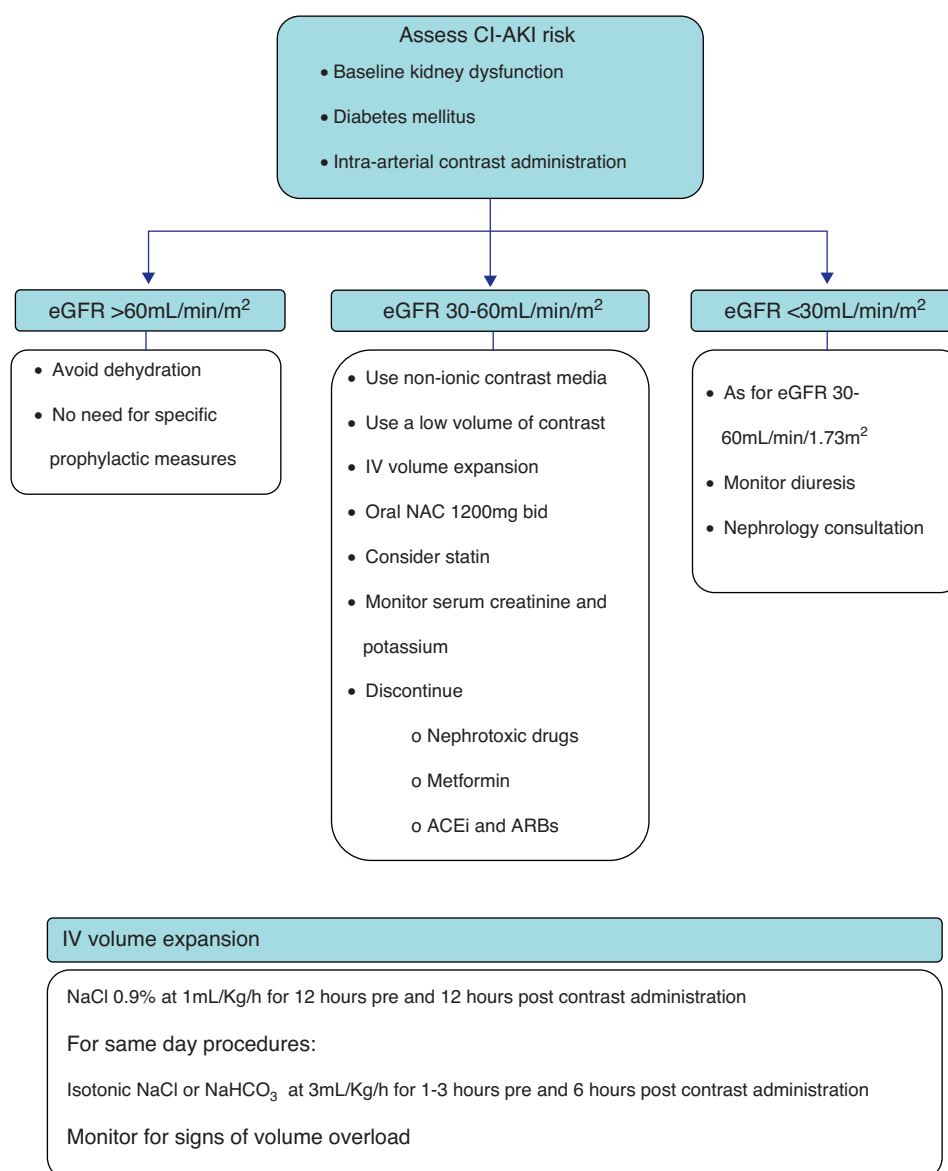 Assess CI-AKI risk
• Baseline kidney dysfunction
• Diabetes mellitus
• Intra-arterial contrast administration
eGFR >60mL/min/m²
• Avoid dehydration
• No need for specific
prophylactic measures
eGFR 30-60mL/min/m²
• Use non-ionic contrast media
• Use a low volume of contrast
• IV volume expansion
• Oral NAC 1200mg bid
• Consider statin
• Monitor serum creatinine and
potassium
• Discontinue
o Nephrotoxic drugs
o Metformin
o ACEi and ARBs
eGFR <30mL/min/m²
• As for eGFR 30-
60mL/min/1.73m²
• Monitor diuresis
• Nephrology consultation
IV volume expansion
NaCl 0.9% at 1mL/Kg/h for 12 hours pre and 12 hours post contrast administration
For same day procedures:
Isotonic NaCl or NaHCO₃ at 3mL/Kg/h for 1-3 hours pre and 6 hours post contrast administration
Monitor for signs of volume overload